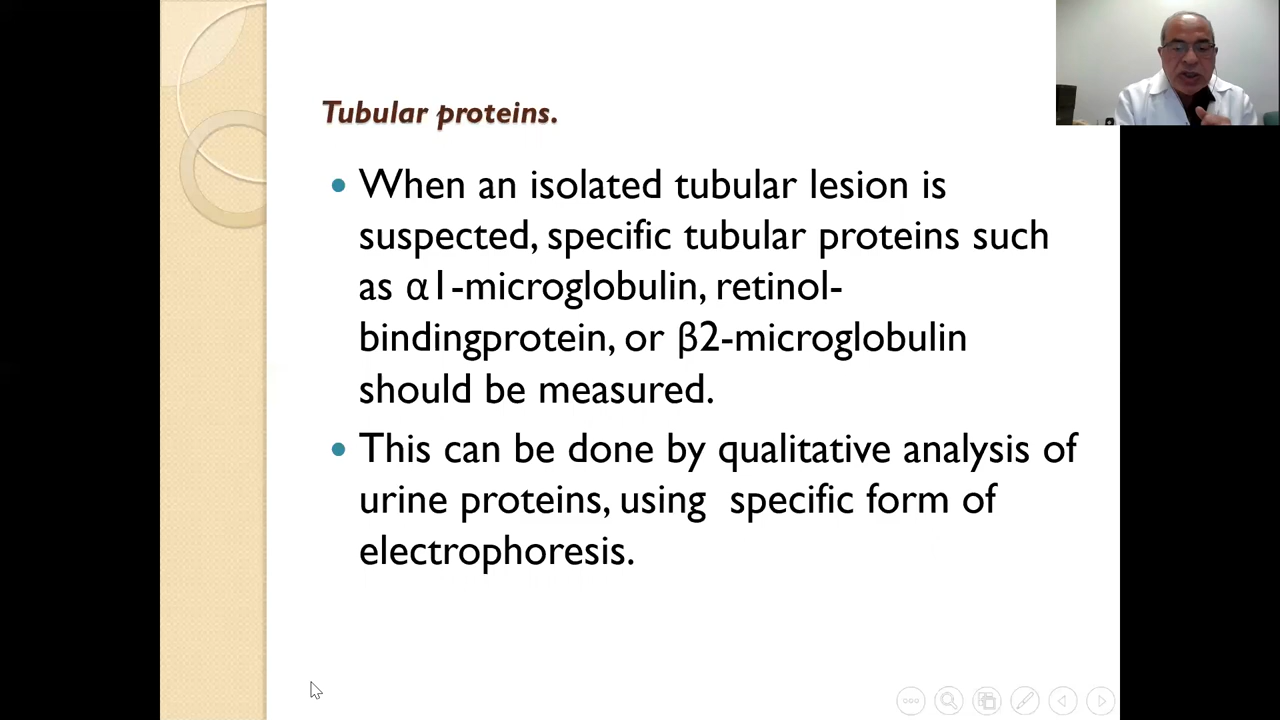 Tubular proteins.
When an isolated tubular lesion is
suspected, specific tubular proteins such
as α1-microglobulin, retinol-
bindingprotein, or β2-microglobulin
should be measured.
This can be done by qualitative analysis of
urine proteins, using specific form of
electrophoresis.